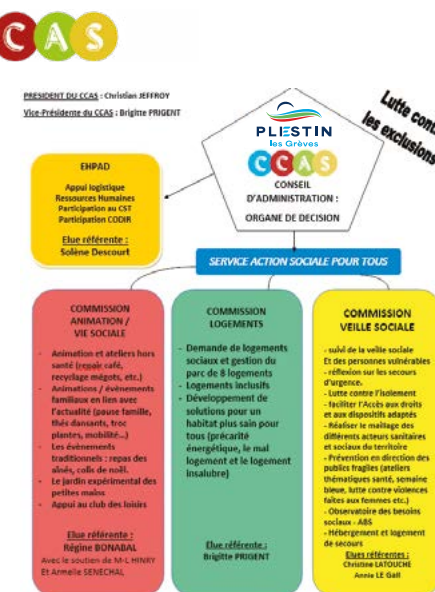 CCAS
PRESIDENT DU CCAS : Christian JEFFROY
Vice-Présidente du CCAS : Brigitte PRIGENT
Lutte
les exclusions
PLESTIN
les Grèves
CCAS
CONSEIL
D'ADMINISTRATION :
ORGANE DE DECISION
EHPAD
Appui logistique
Ressources Humaines
Participation au CST
Participation CODIR
Elue référente :
Solène Descourt
SERVICE ACTION SOCIALE POUR TOUS
COMMISSION
ANIMATION /
VIE SOCIALE
- Animation et ateliers hors
santé (repair café,
recyclage mégots, etc.)
- Animations / évènements
familiaux en lien avec
l'actualité (pause famille,
thés dansants, troc
plantes, mobilité...)
- Les évènements
traditionnels : repas des
aînés, colis de noël.
- Le jardin expérimental des
petites mains
- Appui au club des loisirs
Elue référente :
Régine BONABAL
Avec le soutien de M-L HINRY
Et Armelle SENECHAL
COMMISSION
LOGEMENTS
- Demande de logements
sociaux et gestion du
parc de 8 logements
- Logements inclusifs
- Développement de
solutions pour un
habitat plus sain pour
tous (précarité
énergétique, le mal
logement et le logement
insalubre)
Elue référente :
Brigitte PRIGENT
COMMISSION
VEILLE SOCIALE
- suivi de la veille sociale
Et des personnes vulnérables
- réflexion sur les secours
d'urgence.
- Lutte contre l'isolement
- faciliter l'Accès aux droits
et aux dispositifs adaptés
- Réaliser le maillage des
différents acteurs sanitaires
et sociaux du territoire
- Prévention en direction des
publics fragiles (ateliers
thématiques santé, semaine
bleue, lutte contre violences
faîtes aux femmes etc.)
- Observatoire des besoins
sociaux - ABS
- Hébergement et logement
de secours
Elues référentes :
Christine LATOUCHE
Annie LE Gall